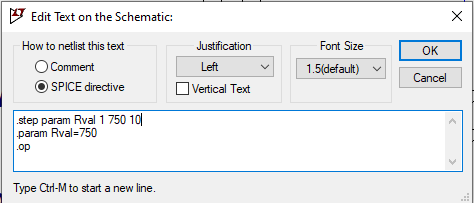 Edit Text on the Schematic:
How to netlist this text
Comment
SPICE directive
Justification
Left
Vertical Text
Font Size
1.5(default)
OK
Cancel
.step param Rval 1 750 10
.param Rval=750
.op
Type Ctrl-M to start a new line.